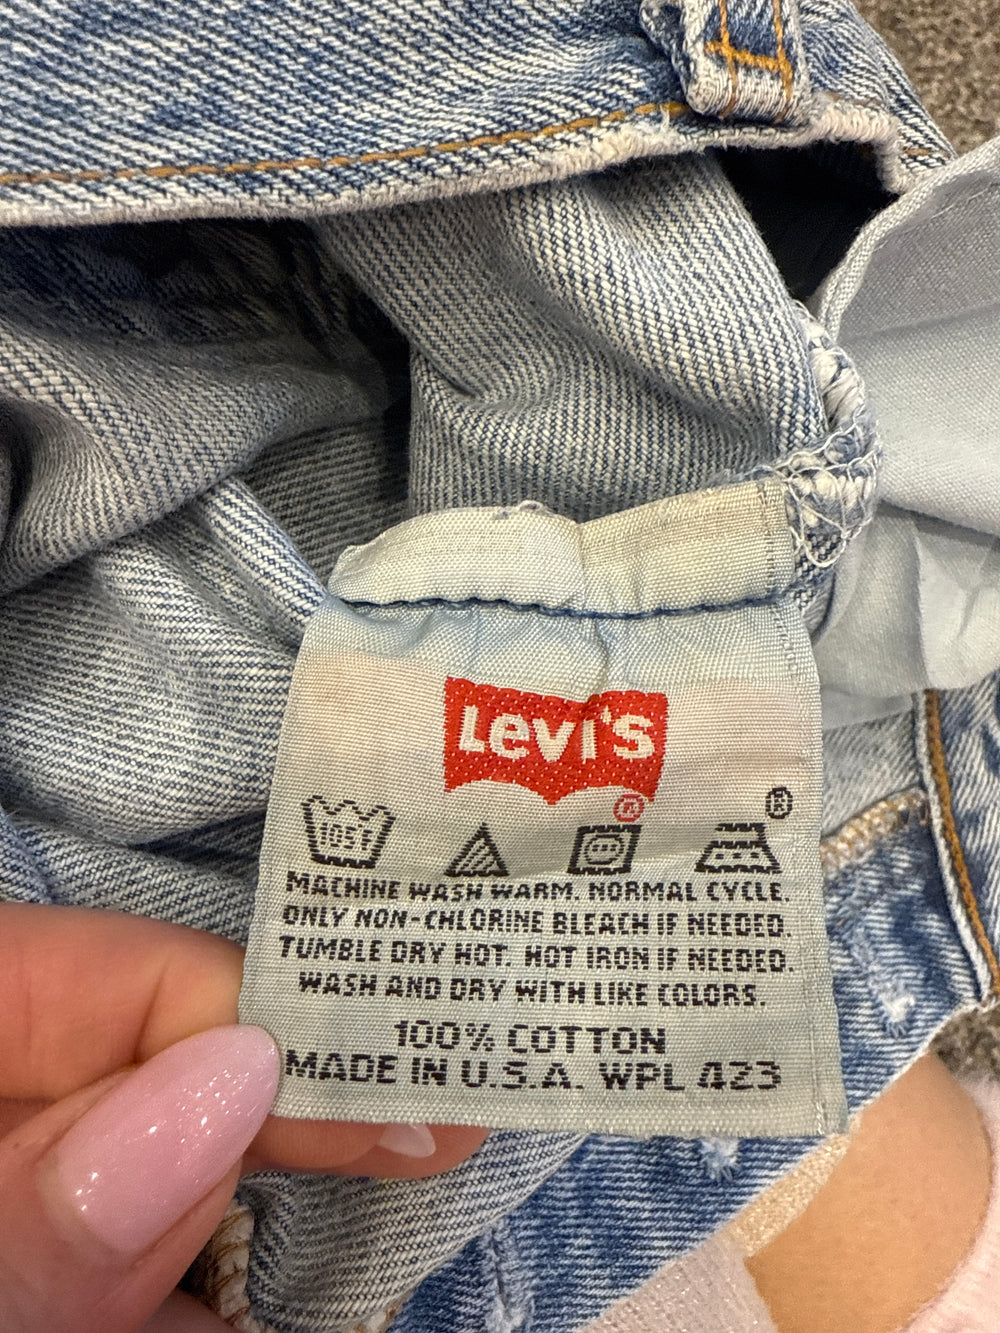 Levi's
®
®
105F
MACHINE WASH WARM. NORMAL CYCLE.
ONLY NON-CHLORINE BLEACH IF NEEDED.
TUMBLE DRY HOT. HOT IRON IF NEEDED.
WASH AND DRY WITH LIKE COLORS.
100% COTTON
MADE IN U.S.A. WPL 423